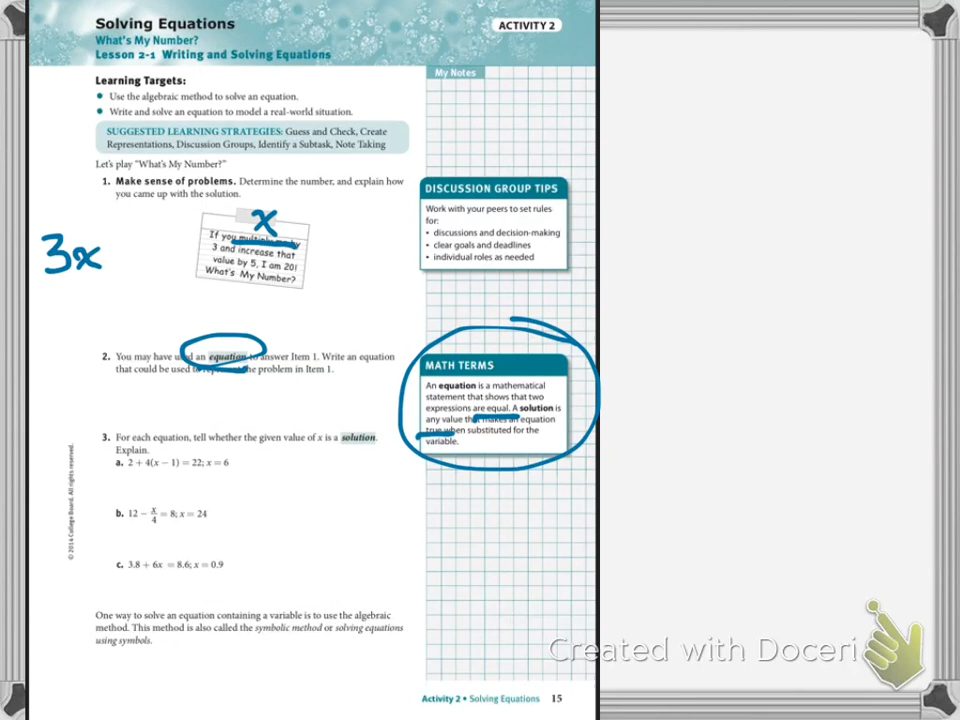 Solving Equations
ACTIVITY 2
What's My Number?
Lesson 2-1 Writing and Solving Equations
My Notes
Learning Targets:
• Use the algebraic method to solve an equation.
• Write and solve an equation to model a real-world situation.
SUGGESTED LEARNING STRATEGIES: Guess and Check, Create
Representations, Discussion Groups, Identify a Subtask, Note Taking
Let's play "What's My Number?"
1. Make sense of problems. Determine the number, and explain how
you came up with the solution.
x
If you multiply me by
3 and increase that
value by 5, I am 20!
What's My Number?
3x
DISCUSSION GROUP TIPS
Work with your peers to set rules
for:
• discussions and decision-making
• clear goals and deadlines
• individual roles as needed
2. You may have used an equation to answer Item 1. Write an equation
that could be used to represent the problem in Item 1.
MATH TERMS
An equation is a mathematical
statement that shows that two
expressions are equal. A solution is
any value that makes an equation
true when substituted for the
variable.
3. For each equation, tell whether the given value of x is a solution.
Explain.
a. 2 + 4(x − 1) = 22; x = 6
b. 12 − x/4 = 8; x = 24
c. 3.8 + 6x = 8.6; x = 0.9
One way to solve an equation containing a variable is to use the algebraic
method. This method is also called the symbolic method or solving equations
using symbols.
© 2014 College Board. All rights reserved.
Activity 2 • Solving Equations 15
Created with Doceri